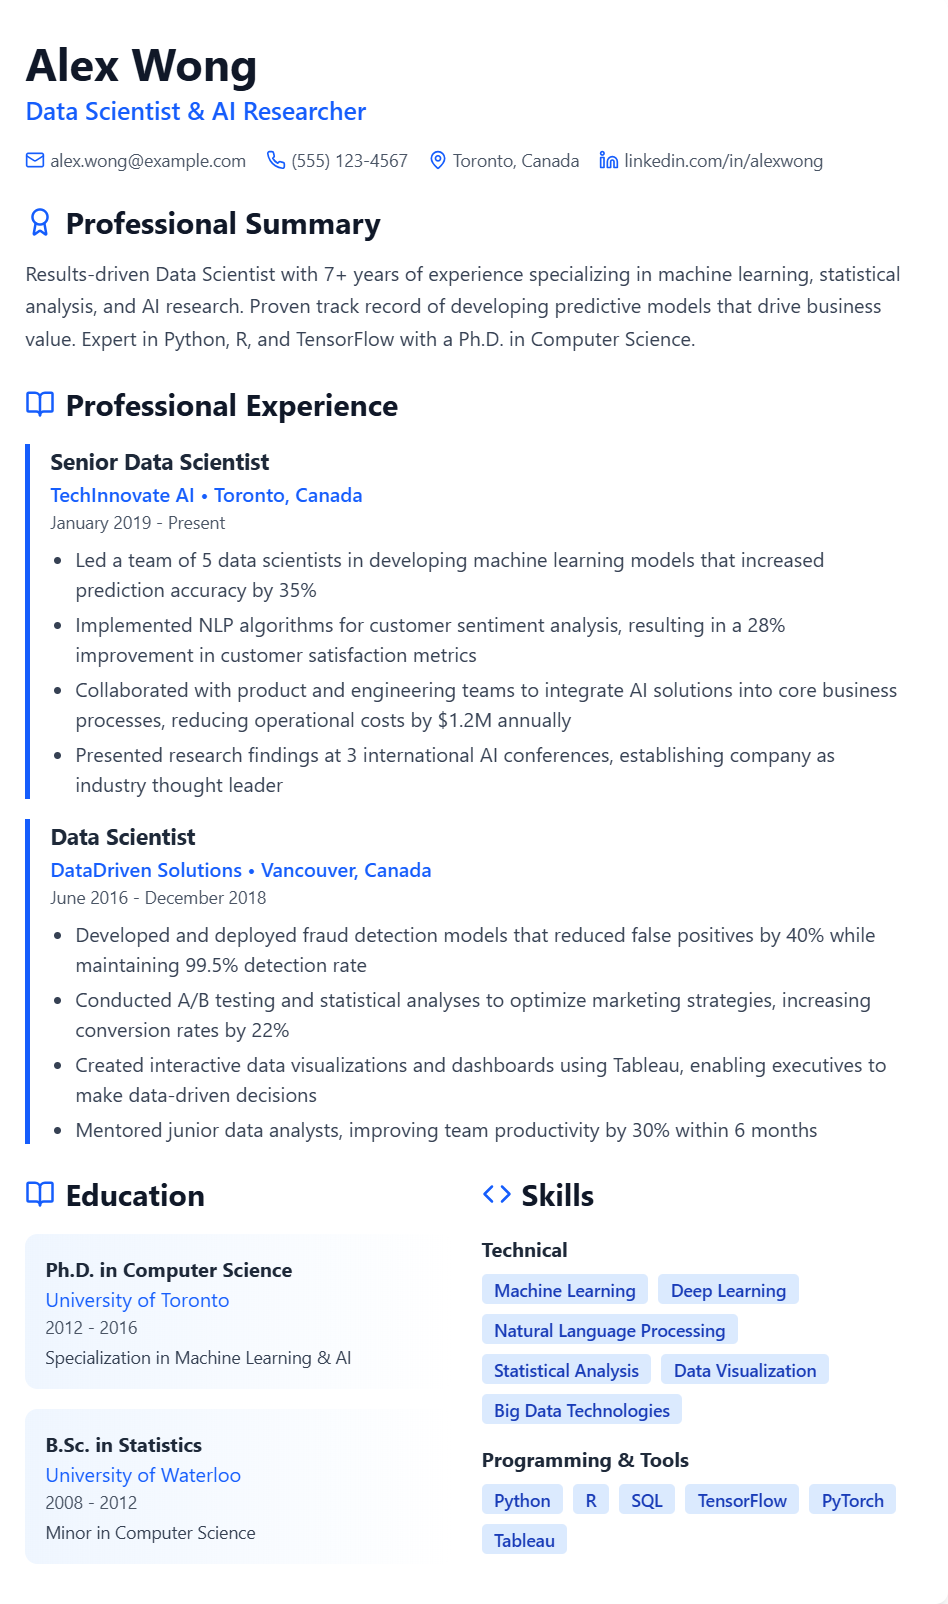 Alex Wong
Data Scientist & AI Researcher
alex.wong@example.com (555) 123-4567 Toronto, Canada linkedin.com/in/alexwong
Professional Summary
Results-driven Data Scientist with 7+ years of experience specializing in machine learning, statistical
analysis, and AI research. Proven track record of developing predictive models that drive business
value. Expert in Python, R, and TensorFlow with a Ph.D. in Computer Science.
Professional Experience
Senior Data Scientist
TechInnovate AI • Toronto, Canada
January 2019 - Present
• Led a team of 5 data scientists in developing machine learning models that increased
prediction accuracy by 35%
• Implemented NLP algorithms for customer sentiment analysis, resulting in a 28%
improvement in customer satisfaction metrics
• Collaborated with product and engineering teams to integrate AI solutions into core business
processes, reducing operational costs by $1.2M annually
• Presented research findings at 3 international AI conferences, establishing company as
industry thought leader
Data Scientist
DataDriven Solutions • Vancouver, Canada
June 2016 - December 2018
• Developed and deployed fraud detection models that reduced false positives by 40% while
maintaining 99.5% detection rate
• Conducted A/B testing and statistical analyses to optimize marketing strategies, increasing
conversion rates by 22%
• Created interactive data visualizations and dashboards using Tableau, enabling executives to
make data-driven decisions
• Mentored junior data analysts, improving team productivity by 30% within 6 months
Education
Ph.D. in Computer Science
University of Toronto
2012 - 2016
Specialization in Machine Learning & AI
B.Sc. in Statistics
University of Waterloo
2008 - 2012
Minor in Computer Science
Skills
Technical
Machine Learning Deep Learning
Natural Language Processing
Statistical Analysis Data Visualization
Big Data Technologies
Programming & Tools
Python R SQL TensorFlow PyTorch
Tableau